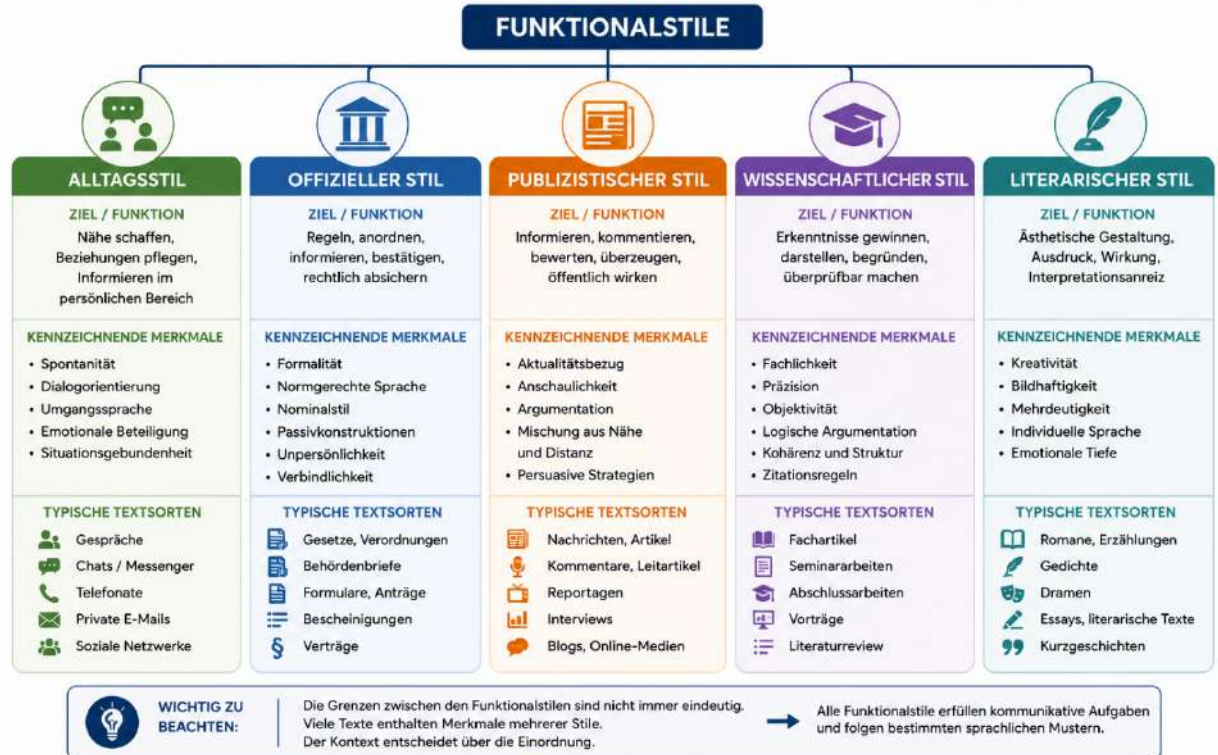 FUNKTIONALSTILE
ALLTAGSSTIL
ZIEL / FUNKTION
Nähe schaffen,
Beziehungen pflegen,
Informieren im
persönlichen Bereich
KENNZEICHNENDE MERKMALE
• Spontanität
• Dialogorientierung
• Umgangssprache
• Emotionale Beteiligung
• Situationsgebundenheit
TYPISCHE TEXTSORTEN
Gespräche
Chats / Messenger
Telefonate
Private E-Mails
Soziale Netzwerke
OFFIZIELLER STIL
ZIEL / FUNKTION
Regeln, anordnen,
informieren, bestätigen,
rechtlich absichern
KENNZEICHNENDE MERKMALE
• Formalität
• Normgerechte Sprache
• Nominalstil
• Passivkonstruktionen
• Unpersönlichkeit
• Verbindlichkeit
TYPISCHE TEXTSORTEN
Gesetze, Verordnungen
Behördenbriefe
Formulare, Anträge
Bescheinigungen
§ Verträge
PUBLIZISTISCHER STIL
ZIEL / FUNKTION
Informieren, kommentieren,
bewerten, überzeugen,
öffentlich wirken
KENNZEICHNENDE MERKMALE
• Aktualitätsbezug
• Anschaulichkeit
• Argumentation
• Mischung aus Nähe
und Distanz
• Persuasive Strategien
TYPISCHE TEXTSORTEN
Nachrichten, Artikel
Kommentare, Leitartikel
Reportagen
Interviews
Blogs, Online-Medien
WISSENSCHAFTLICHER STIL
ZIEL / FUNKTION
Erkenntnisse gewinnen,
darstellen, begründen,
überprüfbar machen
KENNZEICHNENDE MERKMALE
• Fachlichkeit
• Präzision
• Objektivität
• Logische Argumentation
• Kohärenz und Struktur
• Zitationsregeln
TYPISCHE TEXTSORTEN
Fachartikel
Seminararbeiten
Abschlussarbeiten
Vorträge
Literaturreview
LITERARISCHER STIL
ZIEL / FUNKTION
Ästhetische Gestaltung,
Ausdruck, Wirkung,
Interpretationsanreiz
KENNZEICHNENDE MERKMALE
• Kreativität
• Bildhaftigkeit
• Mehrdeutigkeit
• Individuelle Sprache
• Emotionale Tiefe
TYPISCHE TEXTSORTEN
Romane, Erzählungen
Gedichte
Dramen
Essays, literarische Texte
Kurzgeschichten
WICHTIG ZU
BEACHTEN:
Die Grenzen zwischen den Funktionalstilen sind nicht immer eindeutig.
Viele Texte enthalten Merkmale mehrerer Stile.
Der Kontext entscheidet über die Einordnung.
Alle Funktionalstile erfüllen kommunikative Aufgaben
und folgen bestimmten sprachlichen Mustern.